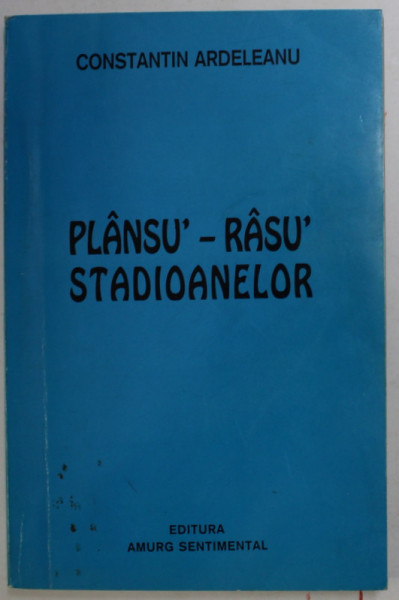 CONSTANTIN ARDELEANU
PLÂNSU' - RÂSU'
STADIOANELOR
EDITURA
AMURG SENTIMENTAL